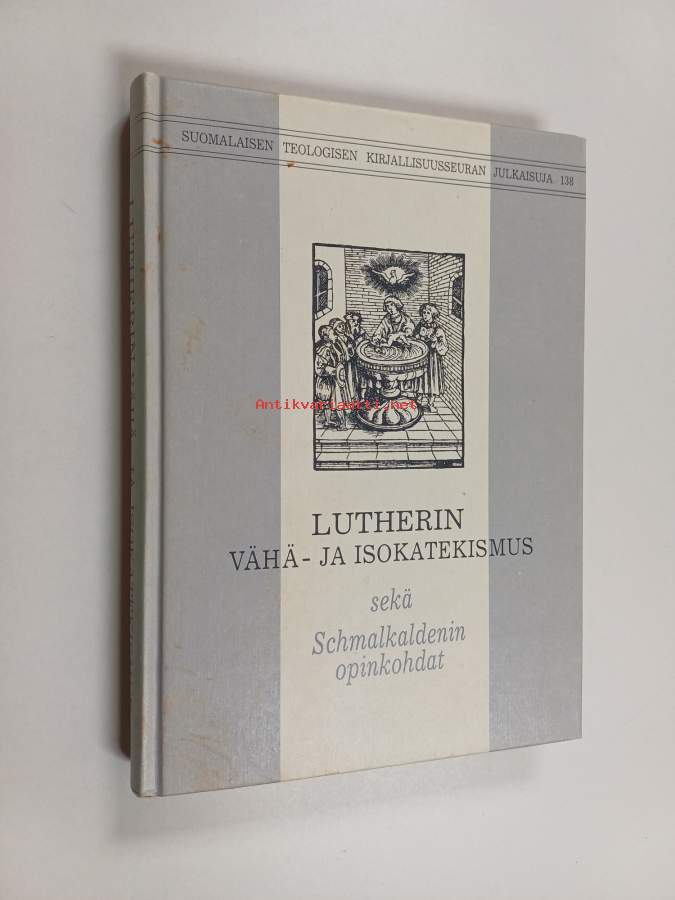 SUOMALAISEN TEOLOGISEN KIRJALLISUUSSEURAN JULKAISUJA 138
Antikvariaatti.net
LUTHERIN
VÄHÄ- JA ISOKATEKISMUS
sekä
Schmalkaldenin
opinkohdat